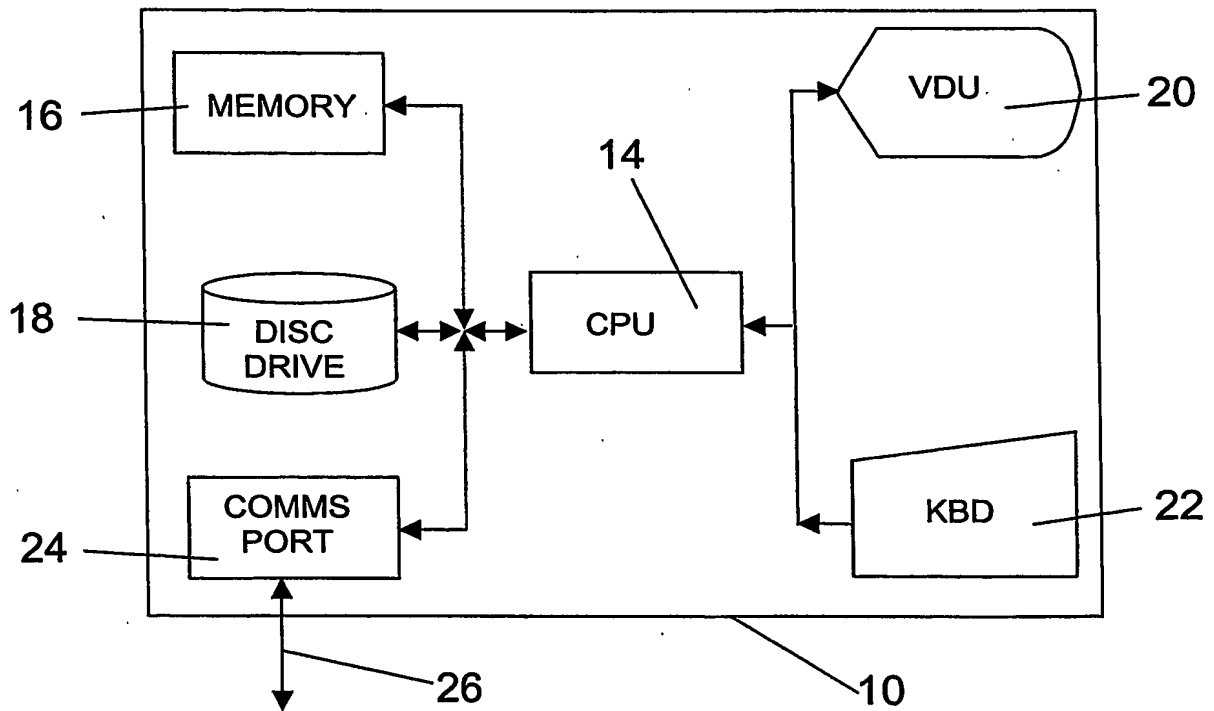 MEMORY
16
VDU
20
14
18
DISC
DRIVE
CPU
COMMS
PORT
24
KBD
22
26
10